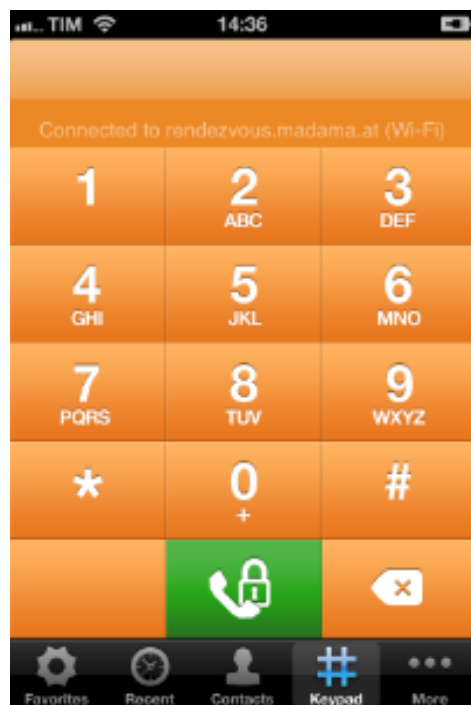 TIM 14:36
Connected to rendezvous.madama.at (Wi-Fi)
1 2 3
ABC DEF
4 5 6
GHI JKL MNO
7 8 9
PQRS TUV WXYZ
* 0 #
+
Favorites Recent Contacts Keypad More